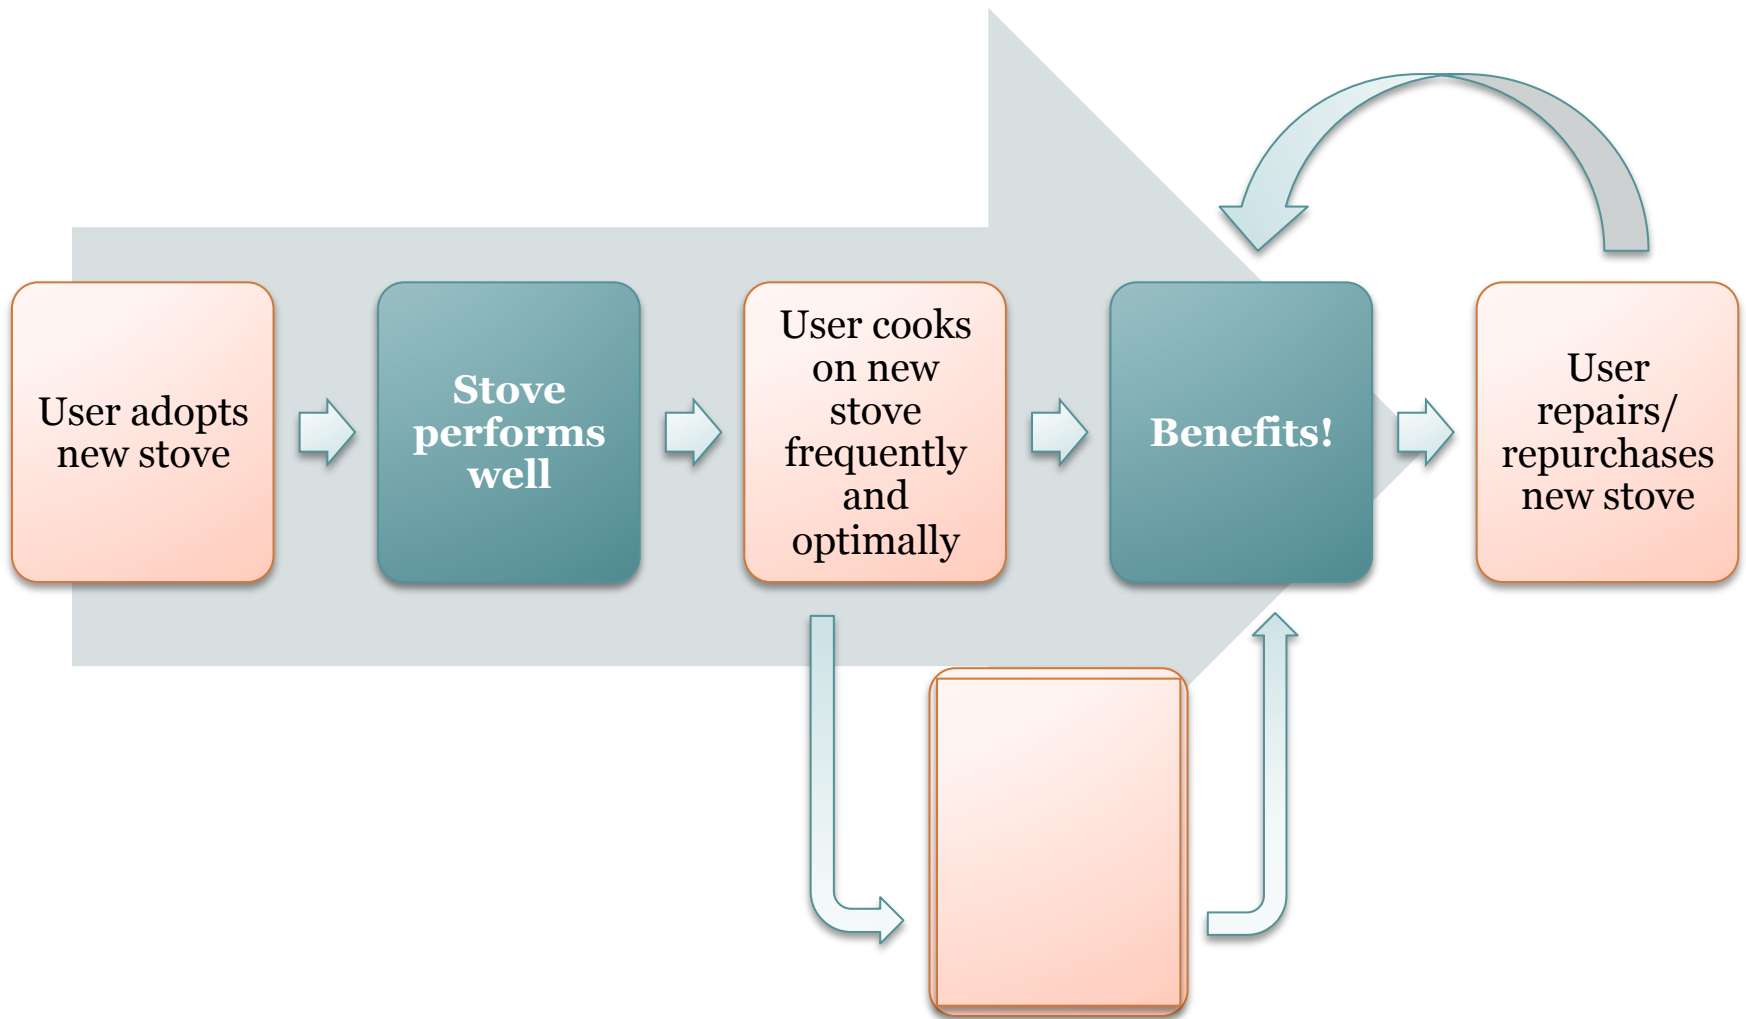 User adopts
new stove
Stove
performs
well
User cooks
on new
stove
frequently
and
optimally
Benefits!
User
repairs/
repurchases
new stove